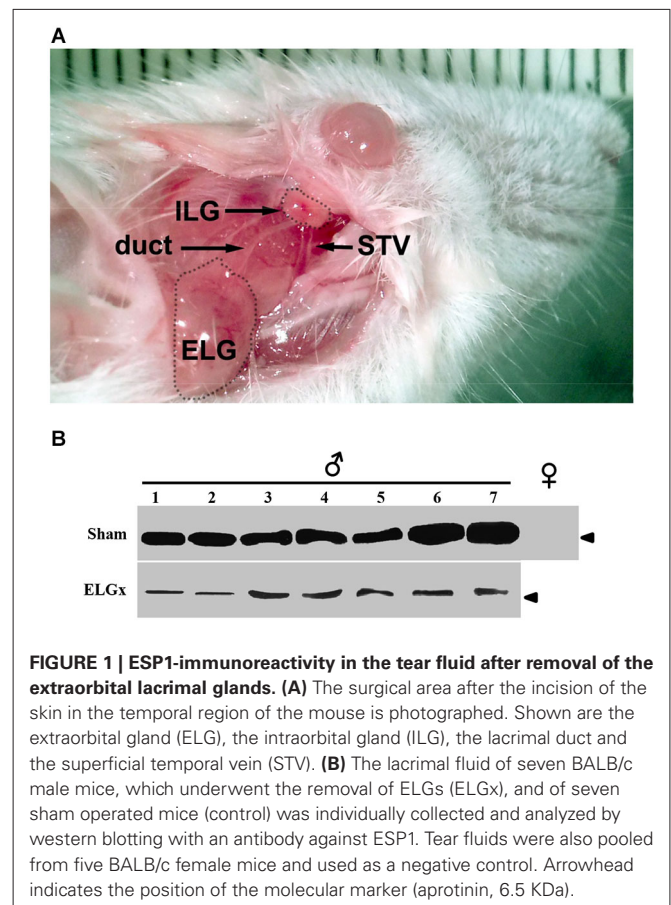 A
ILG
duct
STV
ELG
B
♂ ♀
1 2 3 4 5 6 7
Sham
ELGx
FIGURE 1 | ESP1-immunoreactivity in the tear fluid after removal of the
extraorbital lacrimal glands. (A) The surgical area after the incision of the
skin in the temporal region of the mouse is photographed. Shown are the
extraorbital gland (ELG), the intraorbital gland (ILG), the lacrimal duct and
the superficial temporal vein (STV). (B) The lacrimal fluid of seven BALB/c
male mice, which underwent the removal of ELGs (ELGx), and of seven
sham operated mice (control) was individually collected and analyzed by
western blotting with an antibody against ESP1. Tear fluids were also pooled
from five BALB/c female mice and used as a negative control. Arrowhead
indicates the position of the molecular marker (aprotinin, 6.5 KDa).